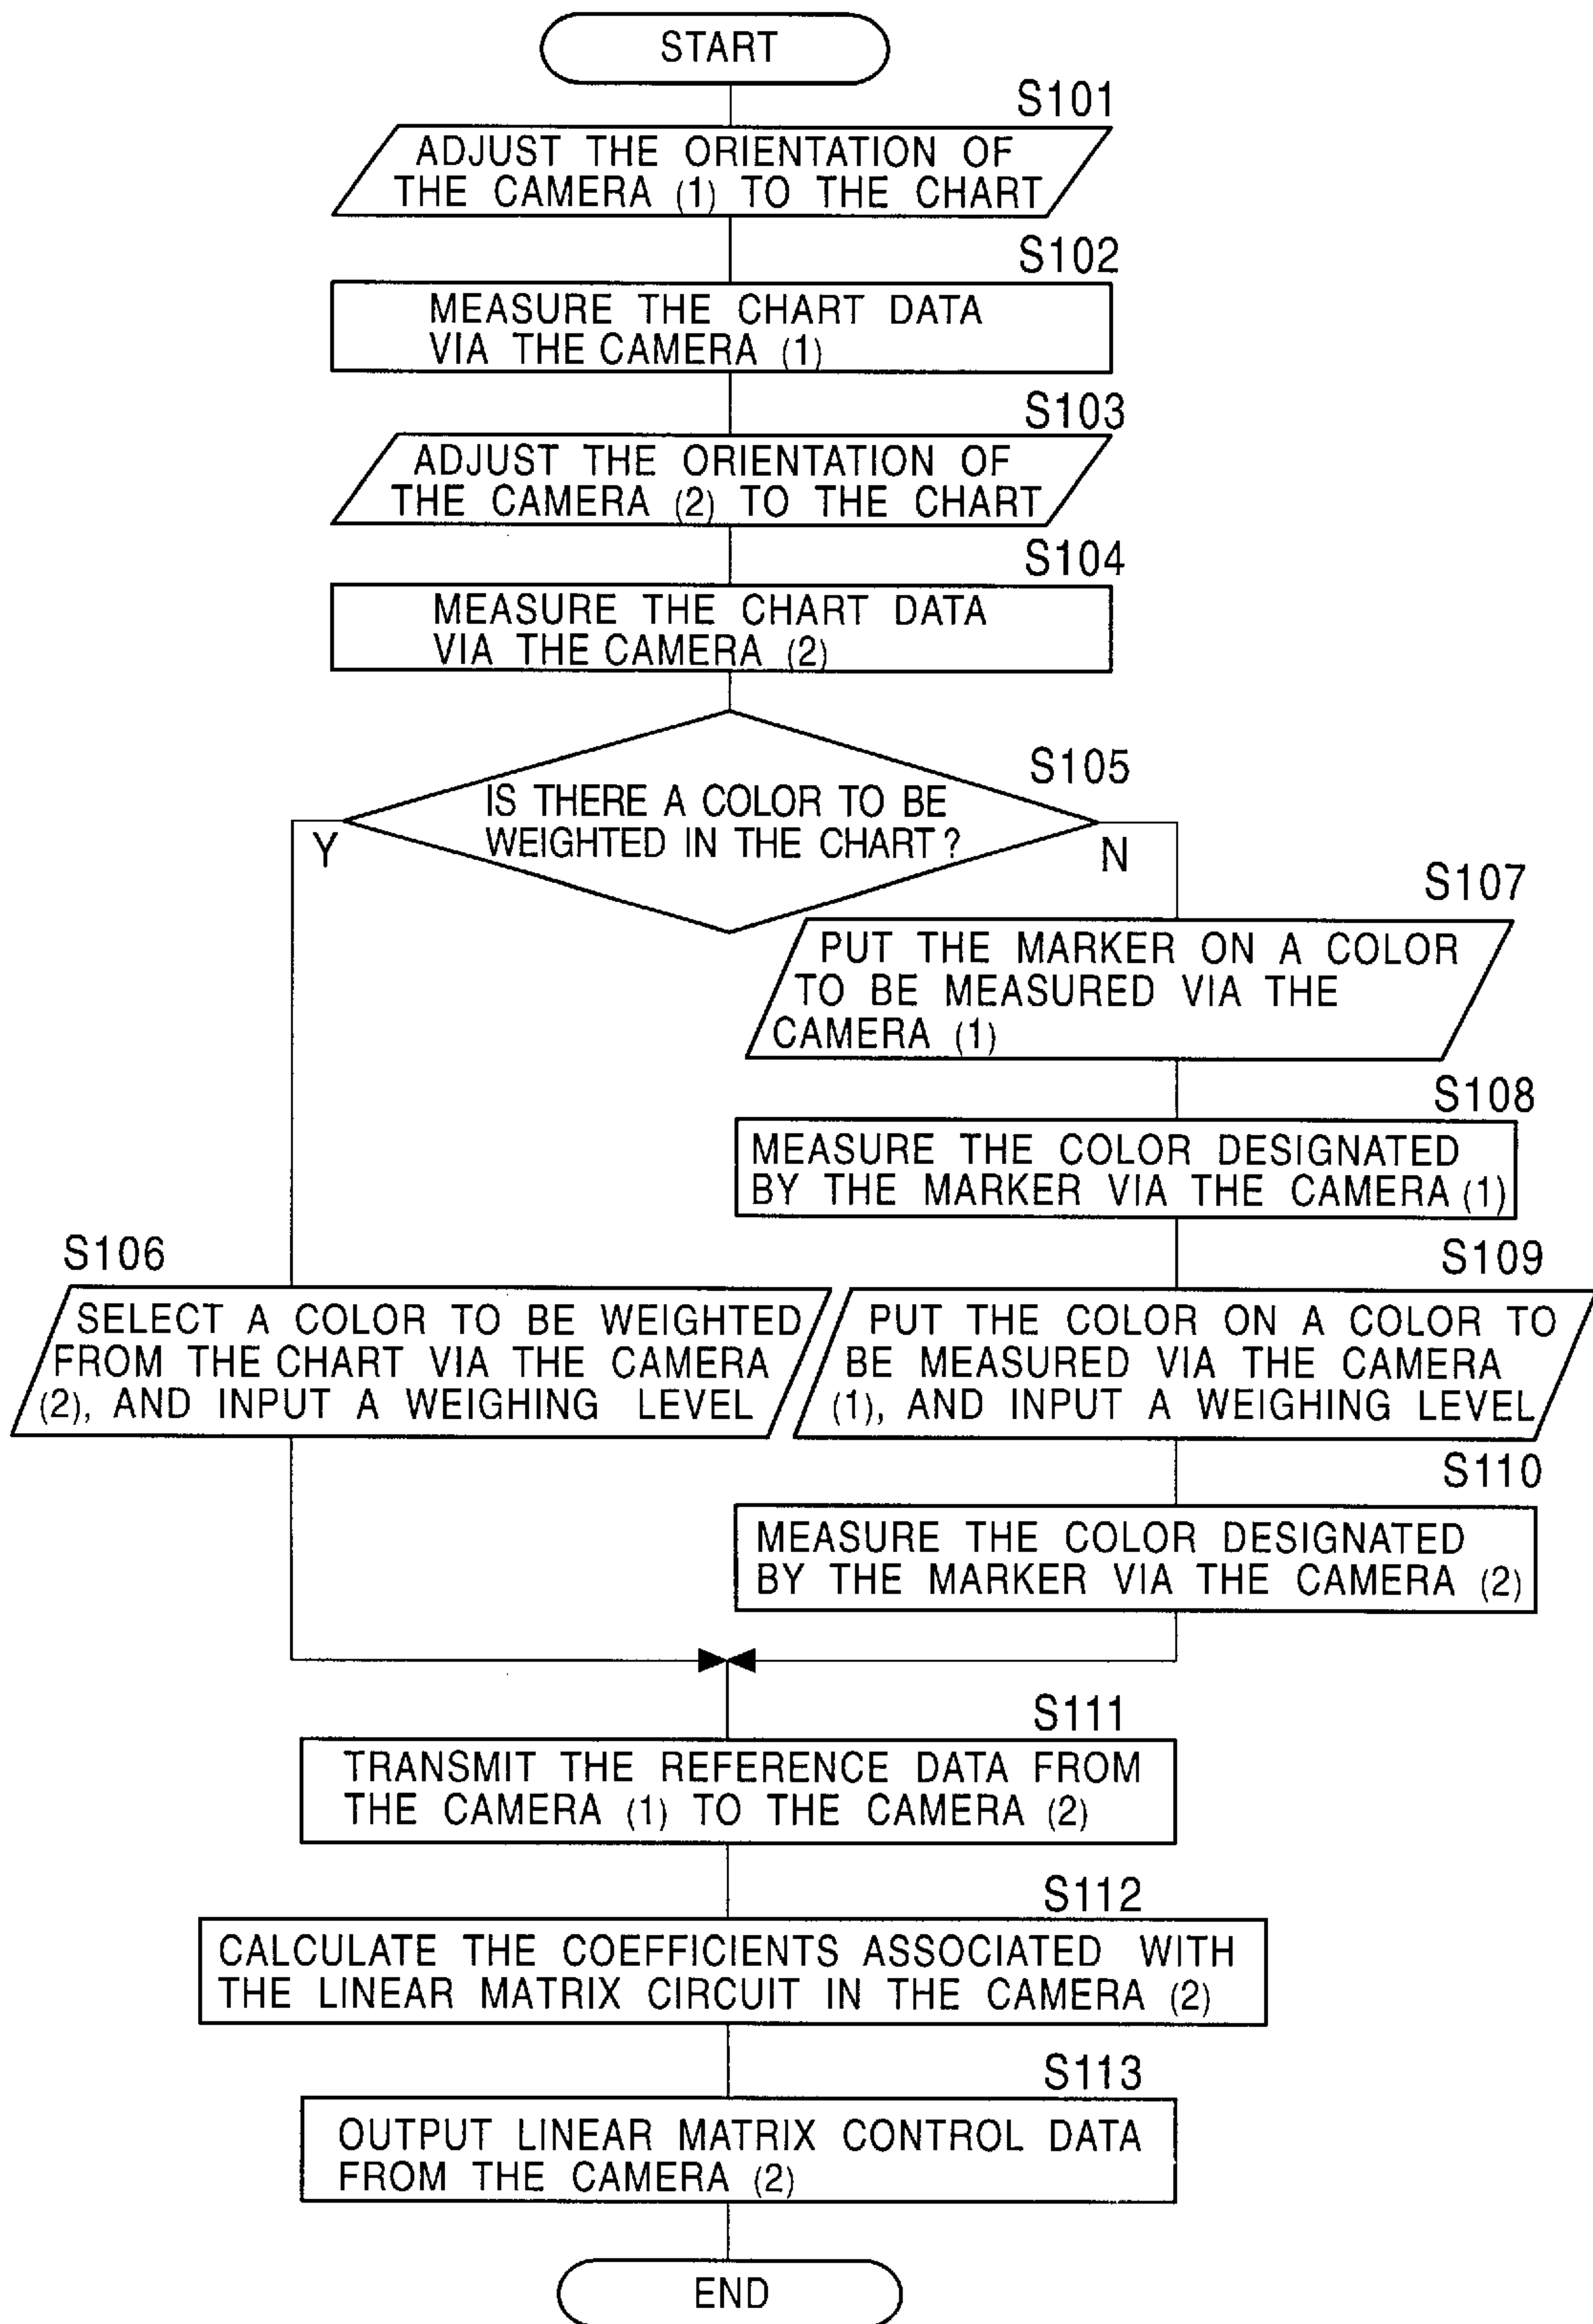 START
S101
ADJUST THE ORIENTATION OF
THE CAMERA (1) TO THE CHART
S102
MEASURE THE CHART DATA
VIA THE CAMERA (1)
S103
ADJUST THE ORIENTATION OF
THE CAMERA (2) TO THE CHART
S104
MEASURE THE CHART DATA
VIA THE CAMERA (2)
S105
IS THERE A COLOR TO BE
WEIGHTED IN THE CHART?
Y
N
S107
PUT THE MARKER ON A COLOR
TO BE MEASURED VIA THE
CAMERA (1)
S108
MEASURE THE COLOR DESIGNATED
BY THE MARKER VIA THE CAMERA (1)
S106
SELECT A COLOR TO BE WEIGHTED
FROM THE CHART VIA THE CAMERA
(2), AND INPUT A WEIGHING LEVEL
S109
PUT THE COLOR ON A COLOR TO
BE MEASURED VIA THE CAMERA
(1), AND INPUT A WEIGHING LEVEL
S110
MEASURE THE COLOR DESIGNATED
BY THE MARKER VIA THE CAMERA (2)
S111
TRANSMIT THE REFERENCE DATA FROM
THE CAMERA (1) TO THE CAMERA (2)
S112
CALCULATE THE COEFFICIENTS ASSOCIATED WITH
THE LINEAR MATRIX CIRCUIT IN THE CAMERA (2)
S113
OUTPUT LINEAR MATRIX CONTROL DATA
FROM THE CAMERA (2)
END